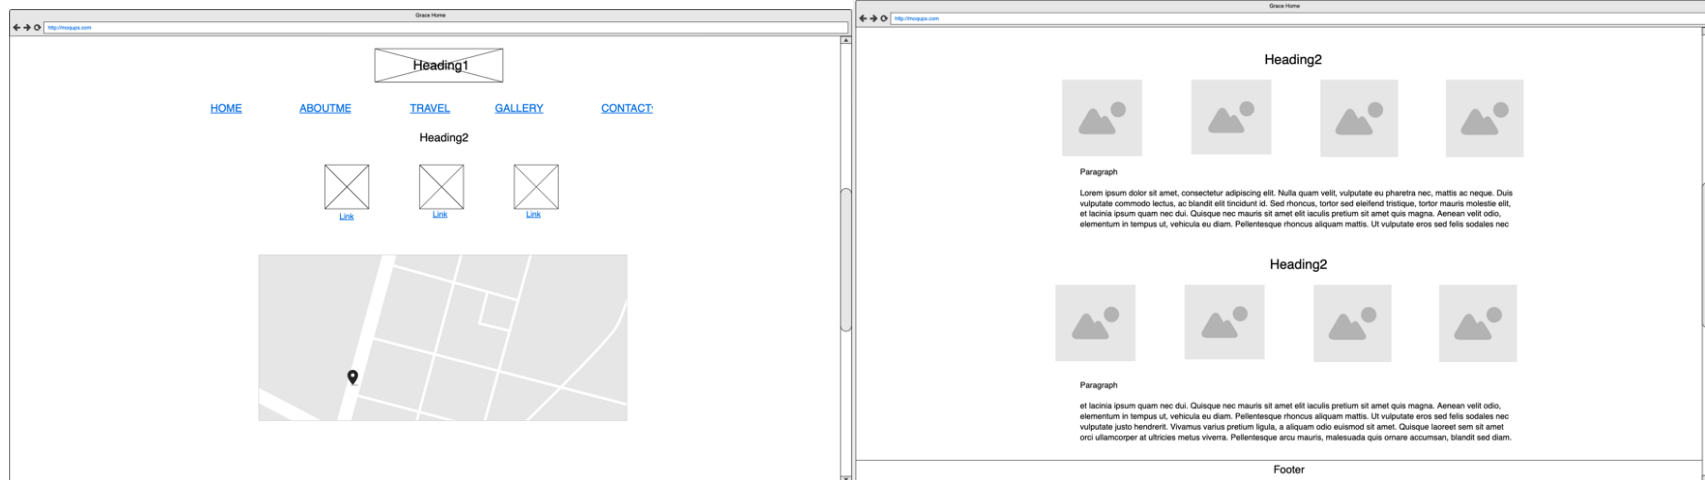 Grace Home
http://moqups.com
Heading1
HOME ABOUTME TRAVEL GALLERY CONTACT
Heading2
Link Link Link
Grace Home
http://moqups.com
Heading2
Paragraph
Lorem ipsum dolor sit amet, consectetur adipiscing elit. Nulla quam velit, vulputate eu pharetra nec, mattis ac neque. Duis
vulputate commodo lectus, ac blandit elit tincidunt id. Sed rhoncus, tortor sed eleifend tristique, tortor mauris molestie elit,
et lacinia ipsum quam nec dui. Quisque nec mauris sit amet elit iaculis pretium sit amet quis magna. Aenean velit odio,
elementum in tempus ut, vehicula eu diam. Pellentesque rhoncus aliquam mattis. Ut vulputate eros sed felis sodales nec
Heading2
Paragraph
et lacinia ipsum quam nec dui. Quisque nec mauris sit amet elit iaculis pretium sit amet quis magna. Aenean velit odio,
elementum in tempus ut, vehicula eu diam. Pellentesque rhoncus aliquam mattis. Ut vulputate eros sed felis sodales nec
vulputate justo hendrerit. Vivamus varius pretium ligula, a aliquam odio euismod sit amet. Quisque laoreet sem sit amet
orci ullamcorper at ultricies metus viverra. Pellentesque arcu mauris, malesuada quis ornare accumsan, blandit sed diam.
Footer